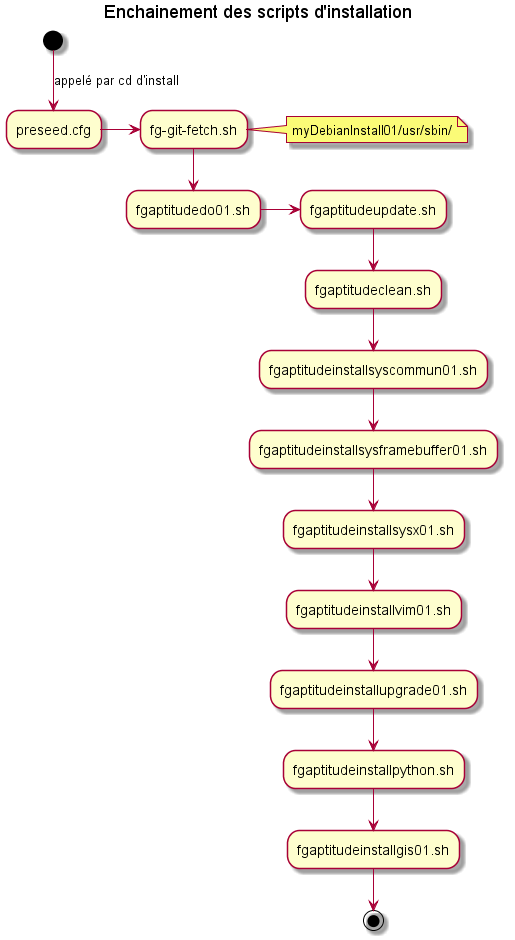 Enchainement des scripts d'installation
appelé par cd d'install
preseed.cfg
fg-git-fetch.sh
myDebianInstall01/usr/sbin/
fgaptitudedo01.sh
fgaptitudeupdate.sh
fgaptitudeclean.sh
fgaptitudeinstallsyscommun01.sh
fgaptitudeinstallsysframebuffer01.sh
fgaptitudeinstallsysx01.sh
fgaptitudeinstallvim01.sh
fgaptitudeinstallupgrade01.sh
fgaptitudeinstallpython.sh
fgaptitudeinstallgis01.sh